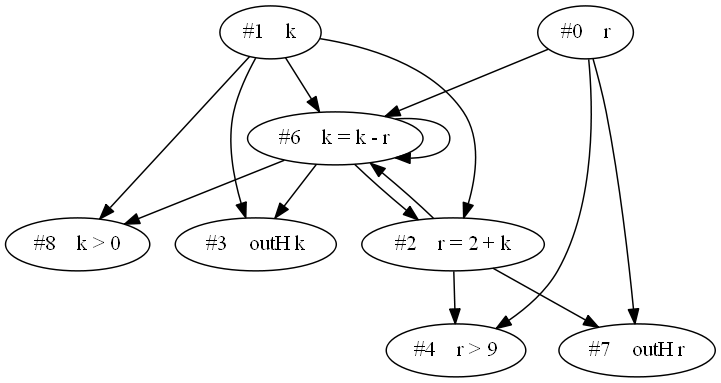 #1 k
#0 r
#6 k = k - r
#8 k > 0
#3 outH k
#2 r = 2 + k
#4 r > 9
#7 outH r